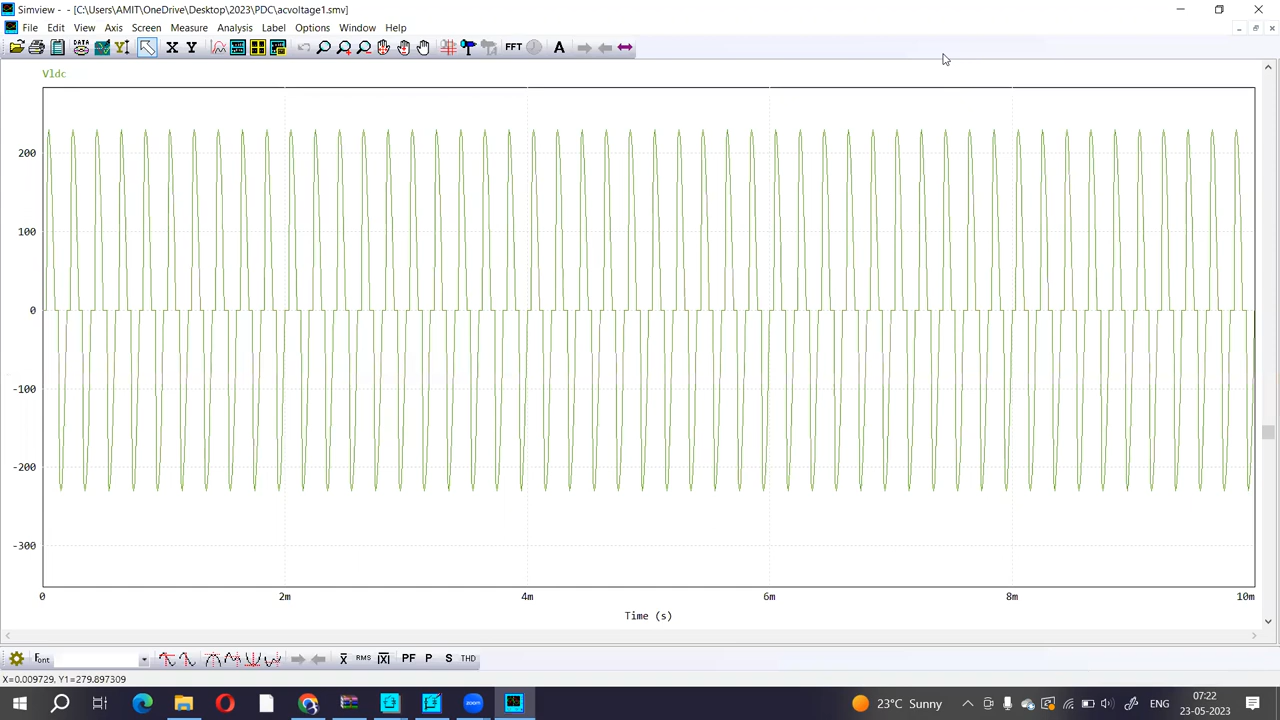 Simview - - [C:\Users\AMIT\OneDrive\Desktop\2023\PDC\acvoltage1.smv]
File Edit View Axis Screen Measure Analysis Label Options Window Help
DATA Y X Y FFT A
Vldc
200
100
0
-100
-200
-300
0 2m 4m 6m 8m 10m
Time (s)
Font X RMS |X| PF P S THD
X=0.009729, Y1=279.897309
zoom 23°C Sunny ENG 07:22
23-05-2023